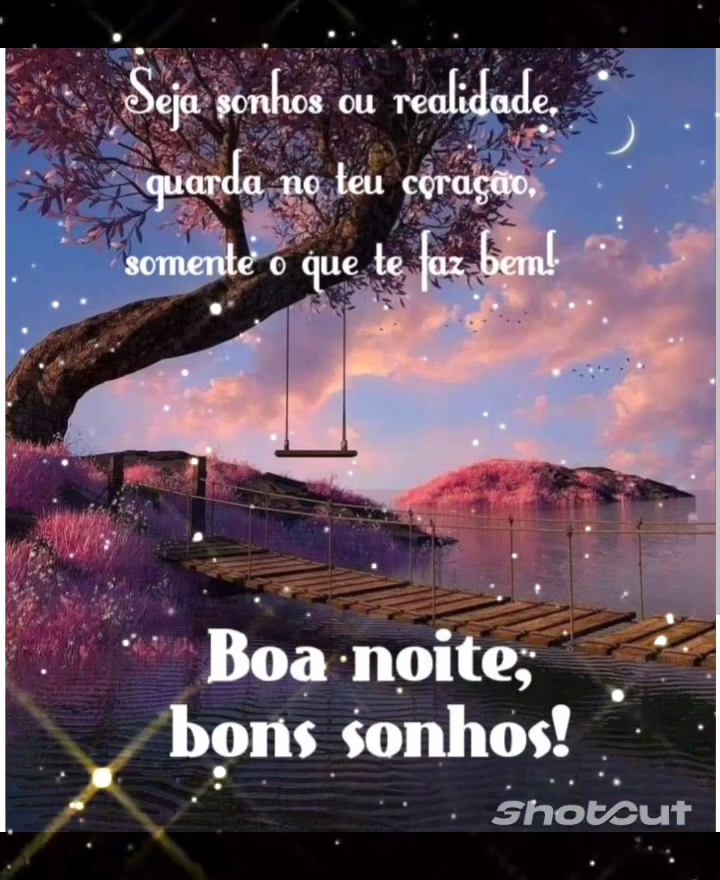 Seja sonhos ou realidade,
guarda no teu coração,
somente o que te faz bem!
Boa noite,
bons sonhos!
Shotcut